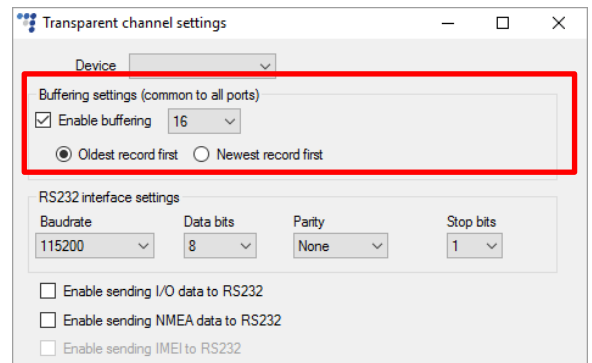 Transparent channel settings
Device
Buffering settings (common to all ports)
Enable buffering 16
Oldest record first Newest record first
RS232 interface settings
Baudrate Data bits Parity Stop bits
115200 8 None 1
Enable sending I/O data to RS232
Enable sending NMEA data to RS232
Enable sending IMEI to RS232